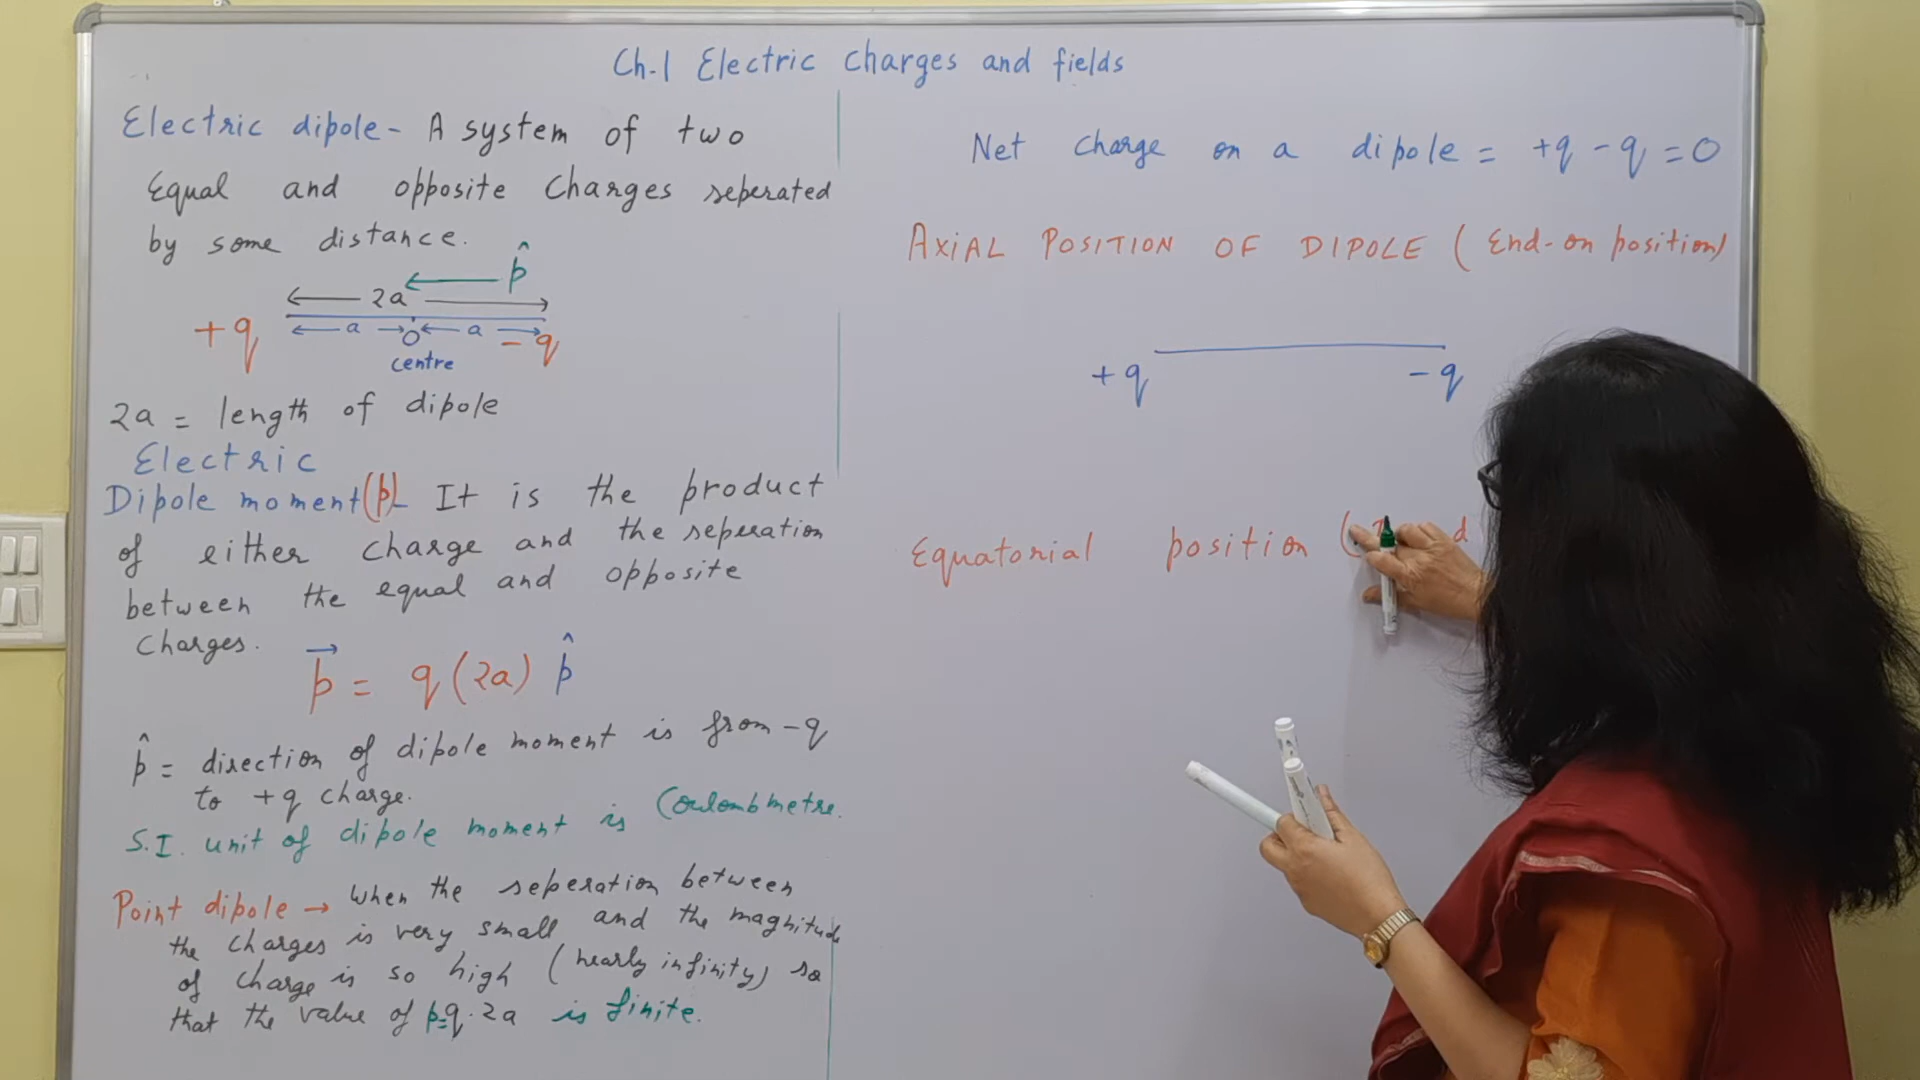 Ch.1 Electric Charges and fields
Electric dipole- A system of two
Equal and opposite Charges seperated
by some distance.
p̂
2a
+q a O a -q
centre
2a = length of dipole
Electric
Dipole moment(p)- It is the product
of either charge and the seperation
between the equal and opposite
Charges.
p⃗ = q(2a) p̂
p̂ = direction of dipole moment is from -q
to +q charge.
S.I. unit of dipole moment is Coulombmetre.
Point dipole → When the seperation between
the charges is very small and the magnitude
of charge is so high (nearly infinity) so
that the value of p=q.2a is finite.
Net charge on a dipole = +q -q = 0
AXIAL POSITION OF DIPOLE (End-on position)
+q -q
Equatorial position (